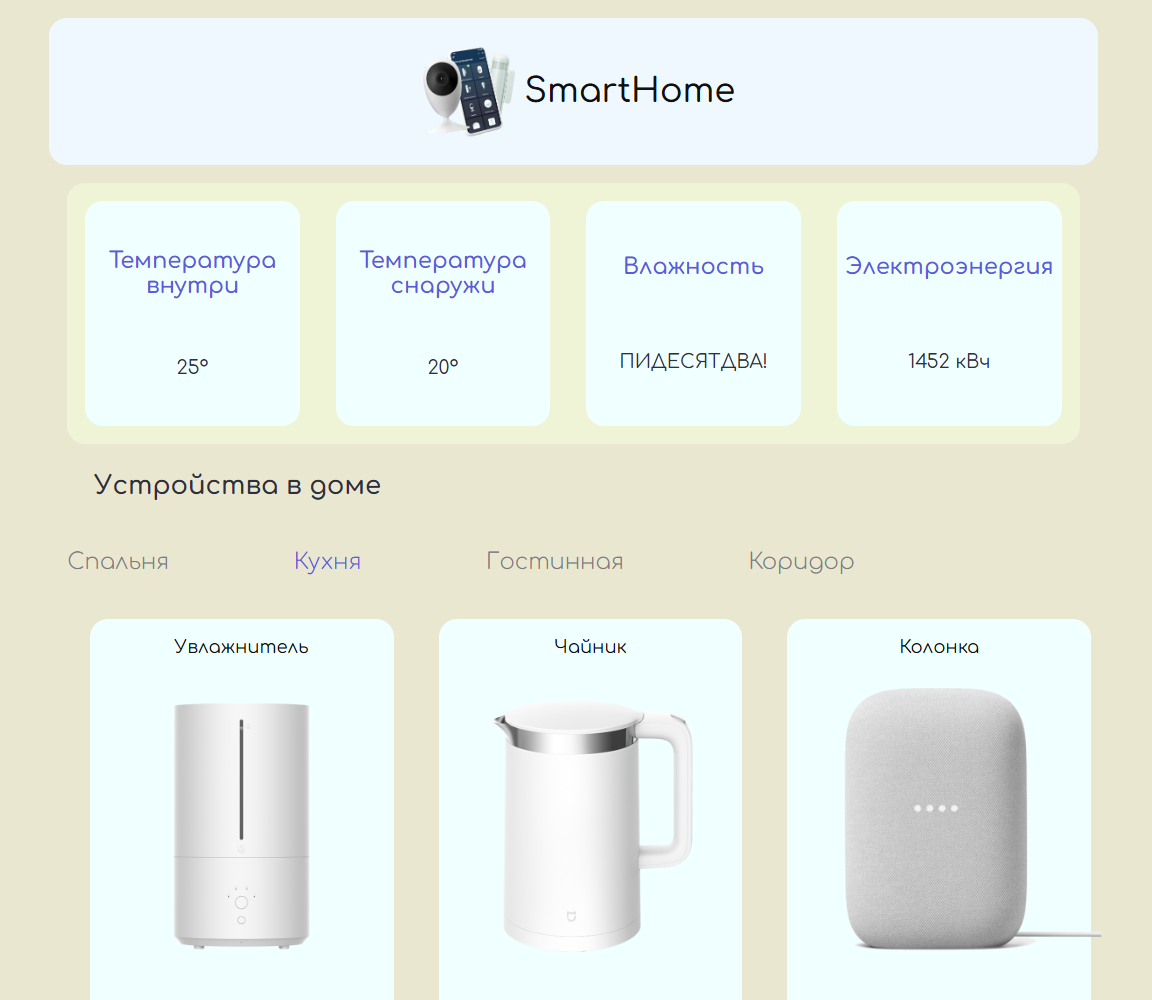 SmartHome
Температура внутри
25°
Температура снаружи
20°
Влажность
ПИДЕСЯТДВА!
Электроэнергия
1452 кВч
Устройства в доме
Спальня Кухня Гостинная Коридор
Увлажнитель Чайник Колонка